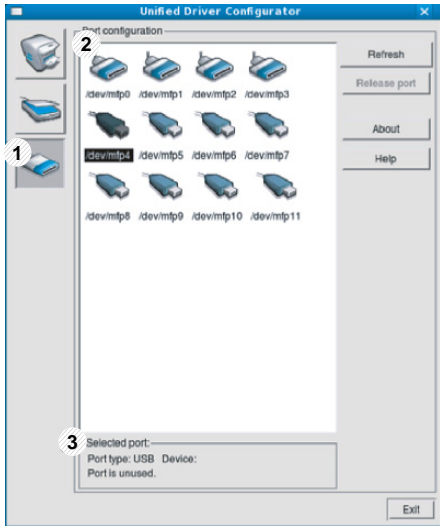 Unified Driver Configurator
Port configuration
1
2
3
/dev/mfp0 /dev/mfp1 /dev/mfp2 /dev/mfp3
/dev/mfp4 /dev/mfp5 /dev/mfp6 /dev/mfp7
/dev/mfp8 /dev/mfp9 /dev/mfp10 /dev/mfp11
Refresh
Release port
About
Help
Selected port:
Port type: USB Device:
Port is unused.
Exit